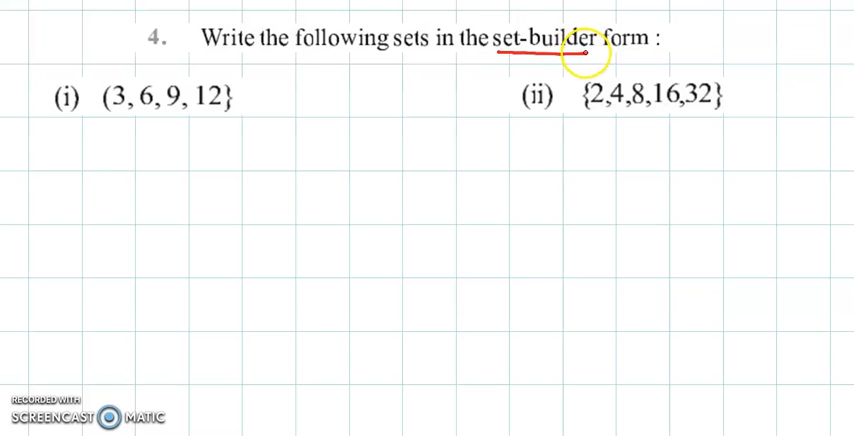 4. Write the following sets in the set-builder form :
(i) (3, 6, 9, 12} (ii) {2,4,8,16,32}
RECORDED WITH
SCREENCAST MATIC